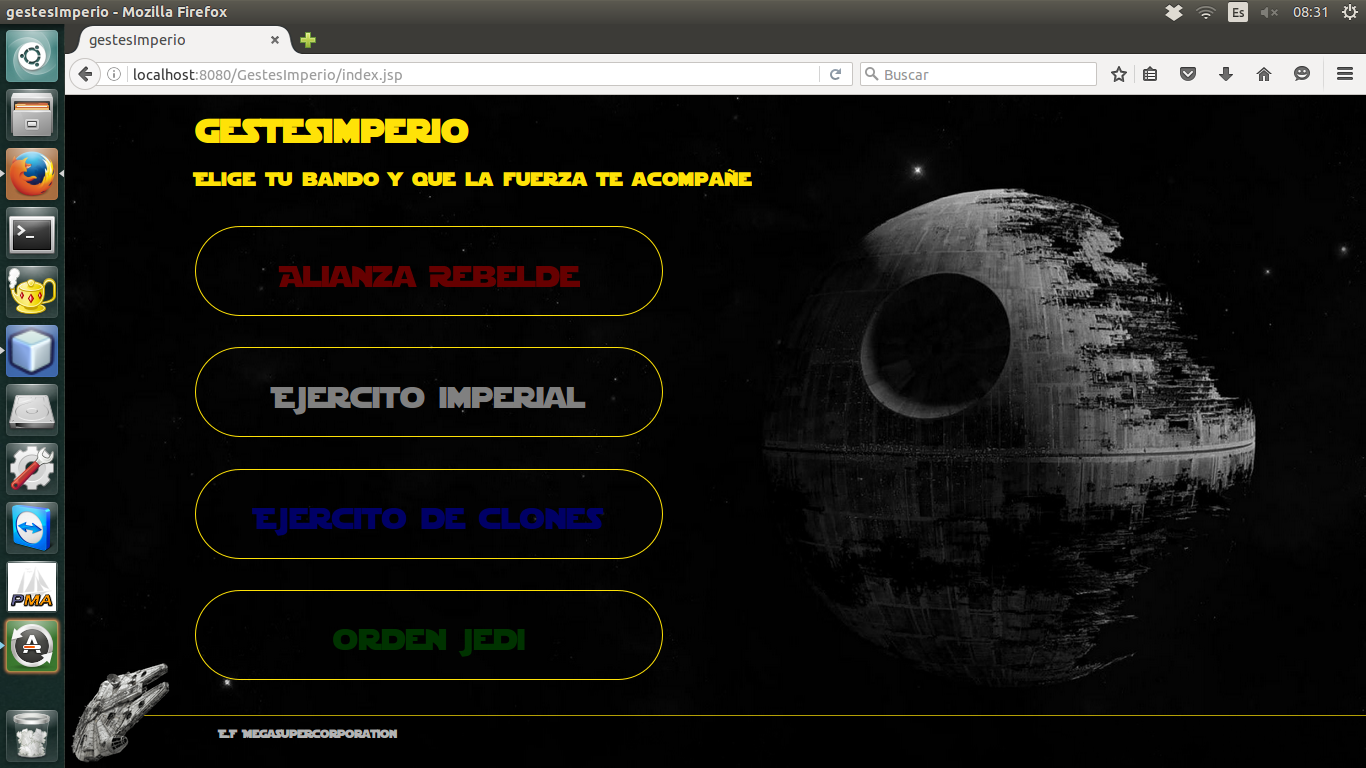 gestesImperio - Mozilla Firefox
Es
08:31
gestesImperio
localhost:8080/GestesImperio/index.jsp
Buscar
GESTESIMPERIO
Elige tu bando y que la fuerza te acompañe
Alianza Rebelde
Ejercito imperial
Ejercito de clones
orden jedi
E.F MegaSuperCorporation
PMA
A